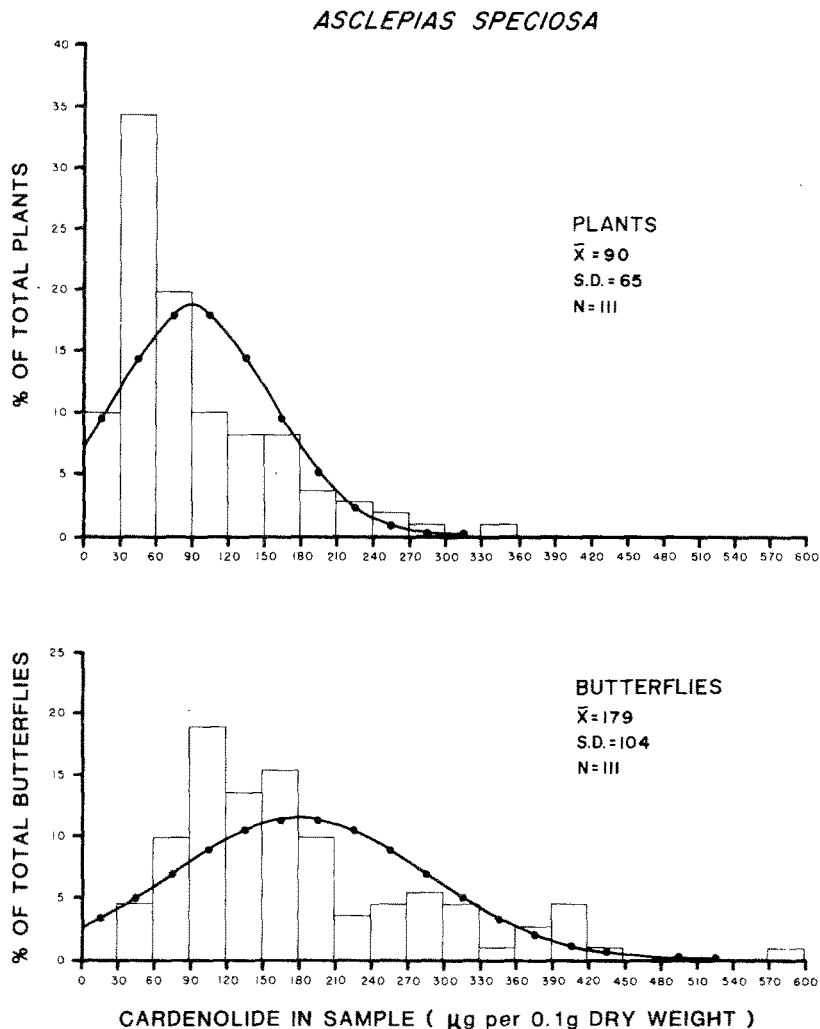 ASCLEPIAS SPECIOSA
% OF TOTAL PLANTS
40
35
30
25
20
15
10
5
0
PLANTS
X̄ = 90
S.D. = 65
N = 111
0 30 60 90 120 150 180 210 240 270 300 330 360 390 420 450 480 510 540 570 600
% OF TOTAL BUTTERFLIES
25
20
15
10
5
0
BUTTERFLIES
X̄ = 179
S.D. = 104
N = 111
0 30 60 90 120 150 180 210 240 270 300 330 360 390 420 450 480 510 540 570 600
CARDENOLIDE IN SAMPLE ( μg per 0.1g DRY WEIGHT )